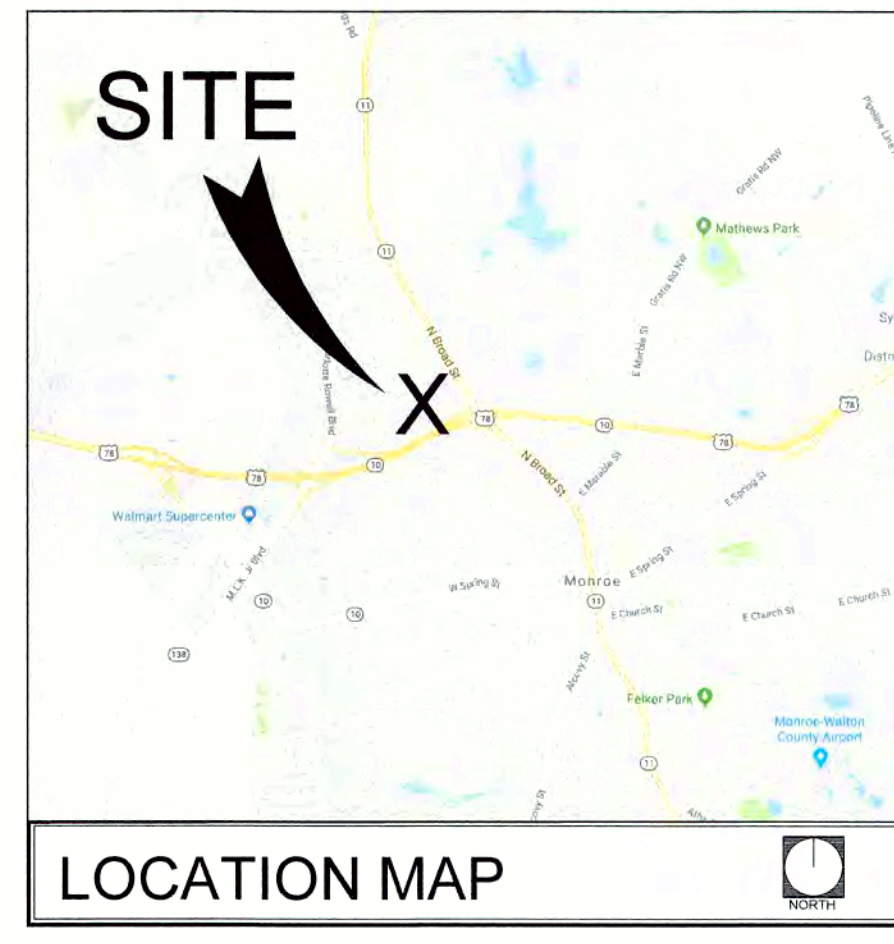 SITE
11
11
Gratis Rd NW
Mathews Park
Gratis Rd NW
N Broad St
E Marble St
78
78
10
78
N Broad St
E Marable St
78
78
10
E Spring St
Walmart Supercenter
M.L.K. Jr Blvd
W Spring St
Monroe
E Spring St
10
10
11
E Church St
E Church St
E Church St
138
Alcovy St
Felker Park
Monroe-Walton
County Airport
11
X
LOCATION MAP
NORTH